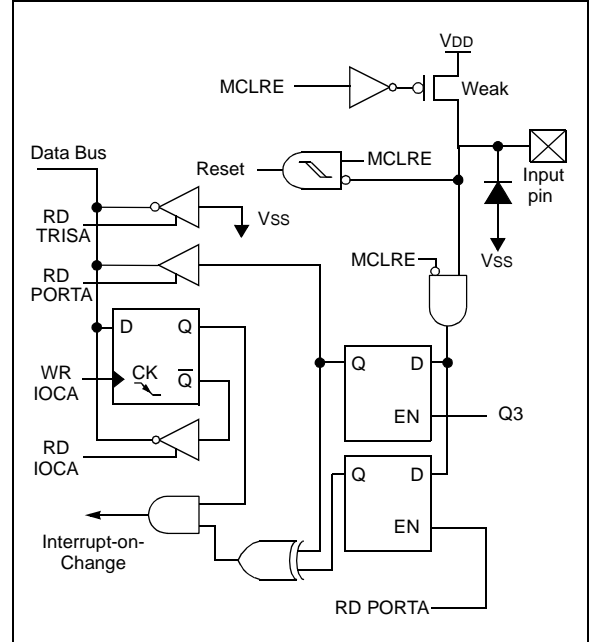 VDD
MCLRE
Weak
Data Bus
Reset
MCLRE
Input
pin
RD
TRISA
VSS
VSS
RD
PORTA
MCLRE
D Q
WR
IOCA
CK
Q̅
Q D
EN
Q3
RD
IOCA
Q D
EN
Interrupt-on-
Change
RD PORTA